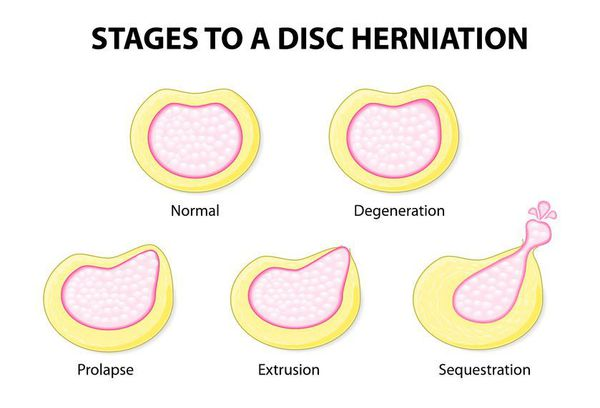 STAGES TO A DISC HERNIATION
Normal
Degeneration
Prolapse
Extrusion
Sequestration